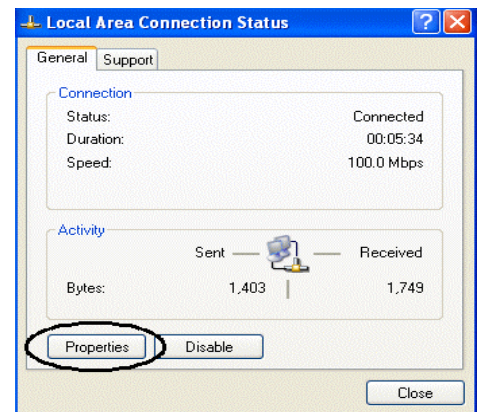 Local Area Connection Status
General Support
Connection
Status: Connected
Duration: 00:05:34
Speed: 100.0 Mbps
Activity
Sent Received
Bytes: 1,403 1,749
Properties Disable
Close